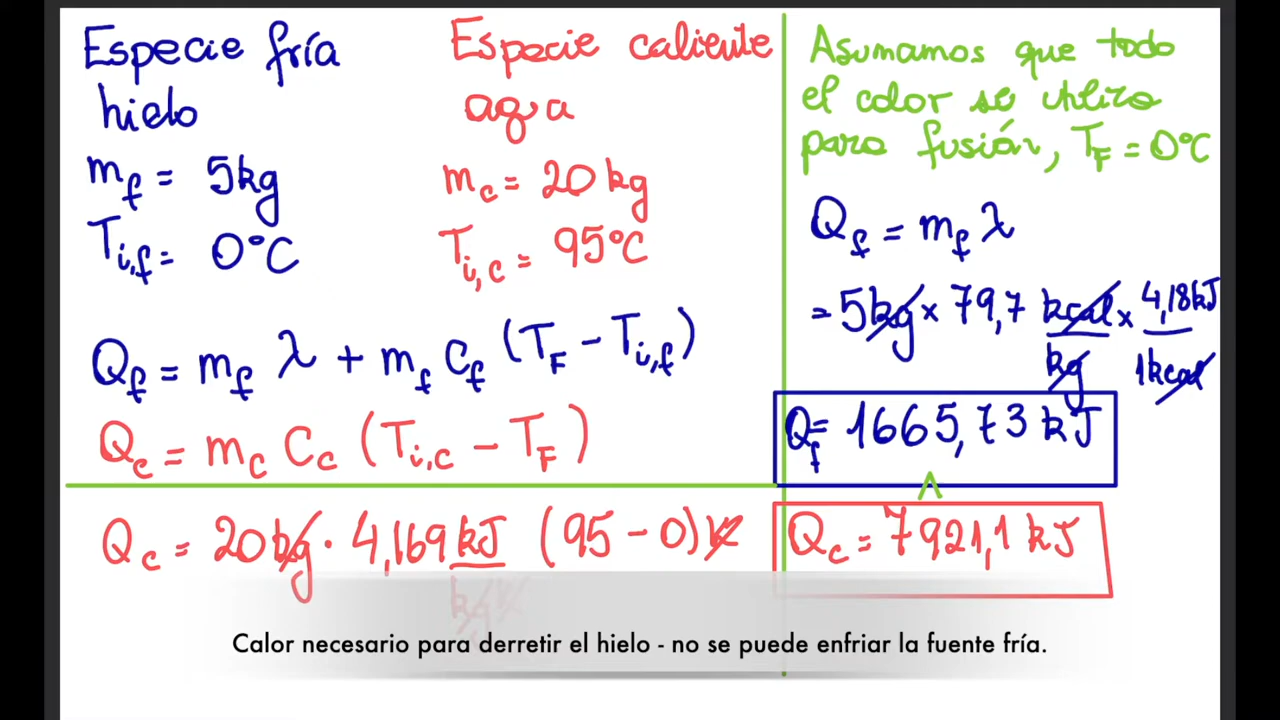 Especie fría
hielo
m_f = 5kg
T_i,f = 0°C
Especie caliente
agua
m_c = 20 kg
T_i,c = 95°C
Q_f = m_f λ + m_f C_f (T_F - T_i,f)
Q_c = m_c C_c (T_i,c - T_F)
Asumamos que todo
el calor se utiliza
para fusión, T_F = 0°C
Q_f = m_f λ
= 5kg × 79,7 kcal/kg × 4,18kJ/1kcal
Q_f = 1665,73 kJ
^
Q_c = 20kg · 4,169 kJ/kg K (95 - 0) K
Q_c = 7921,1 kJ
Calor necesario para derretir el hielo - no se puede enfriar la fuente fría.